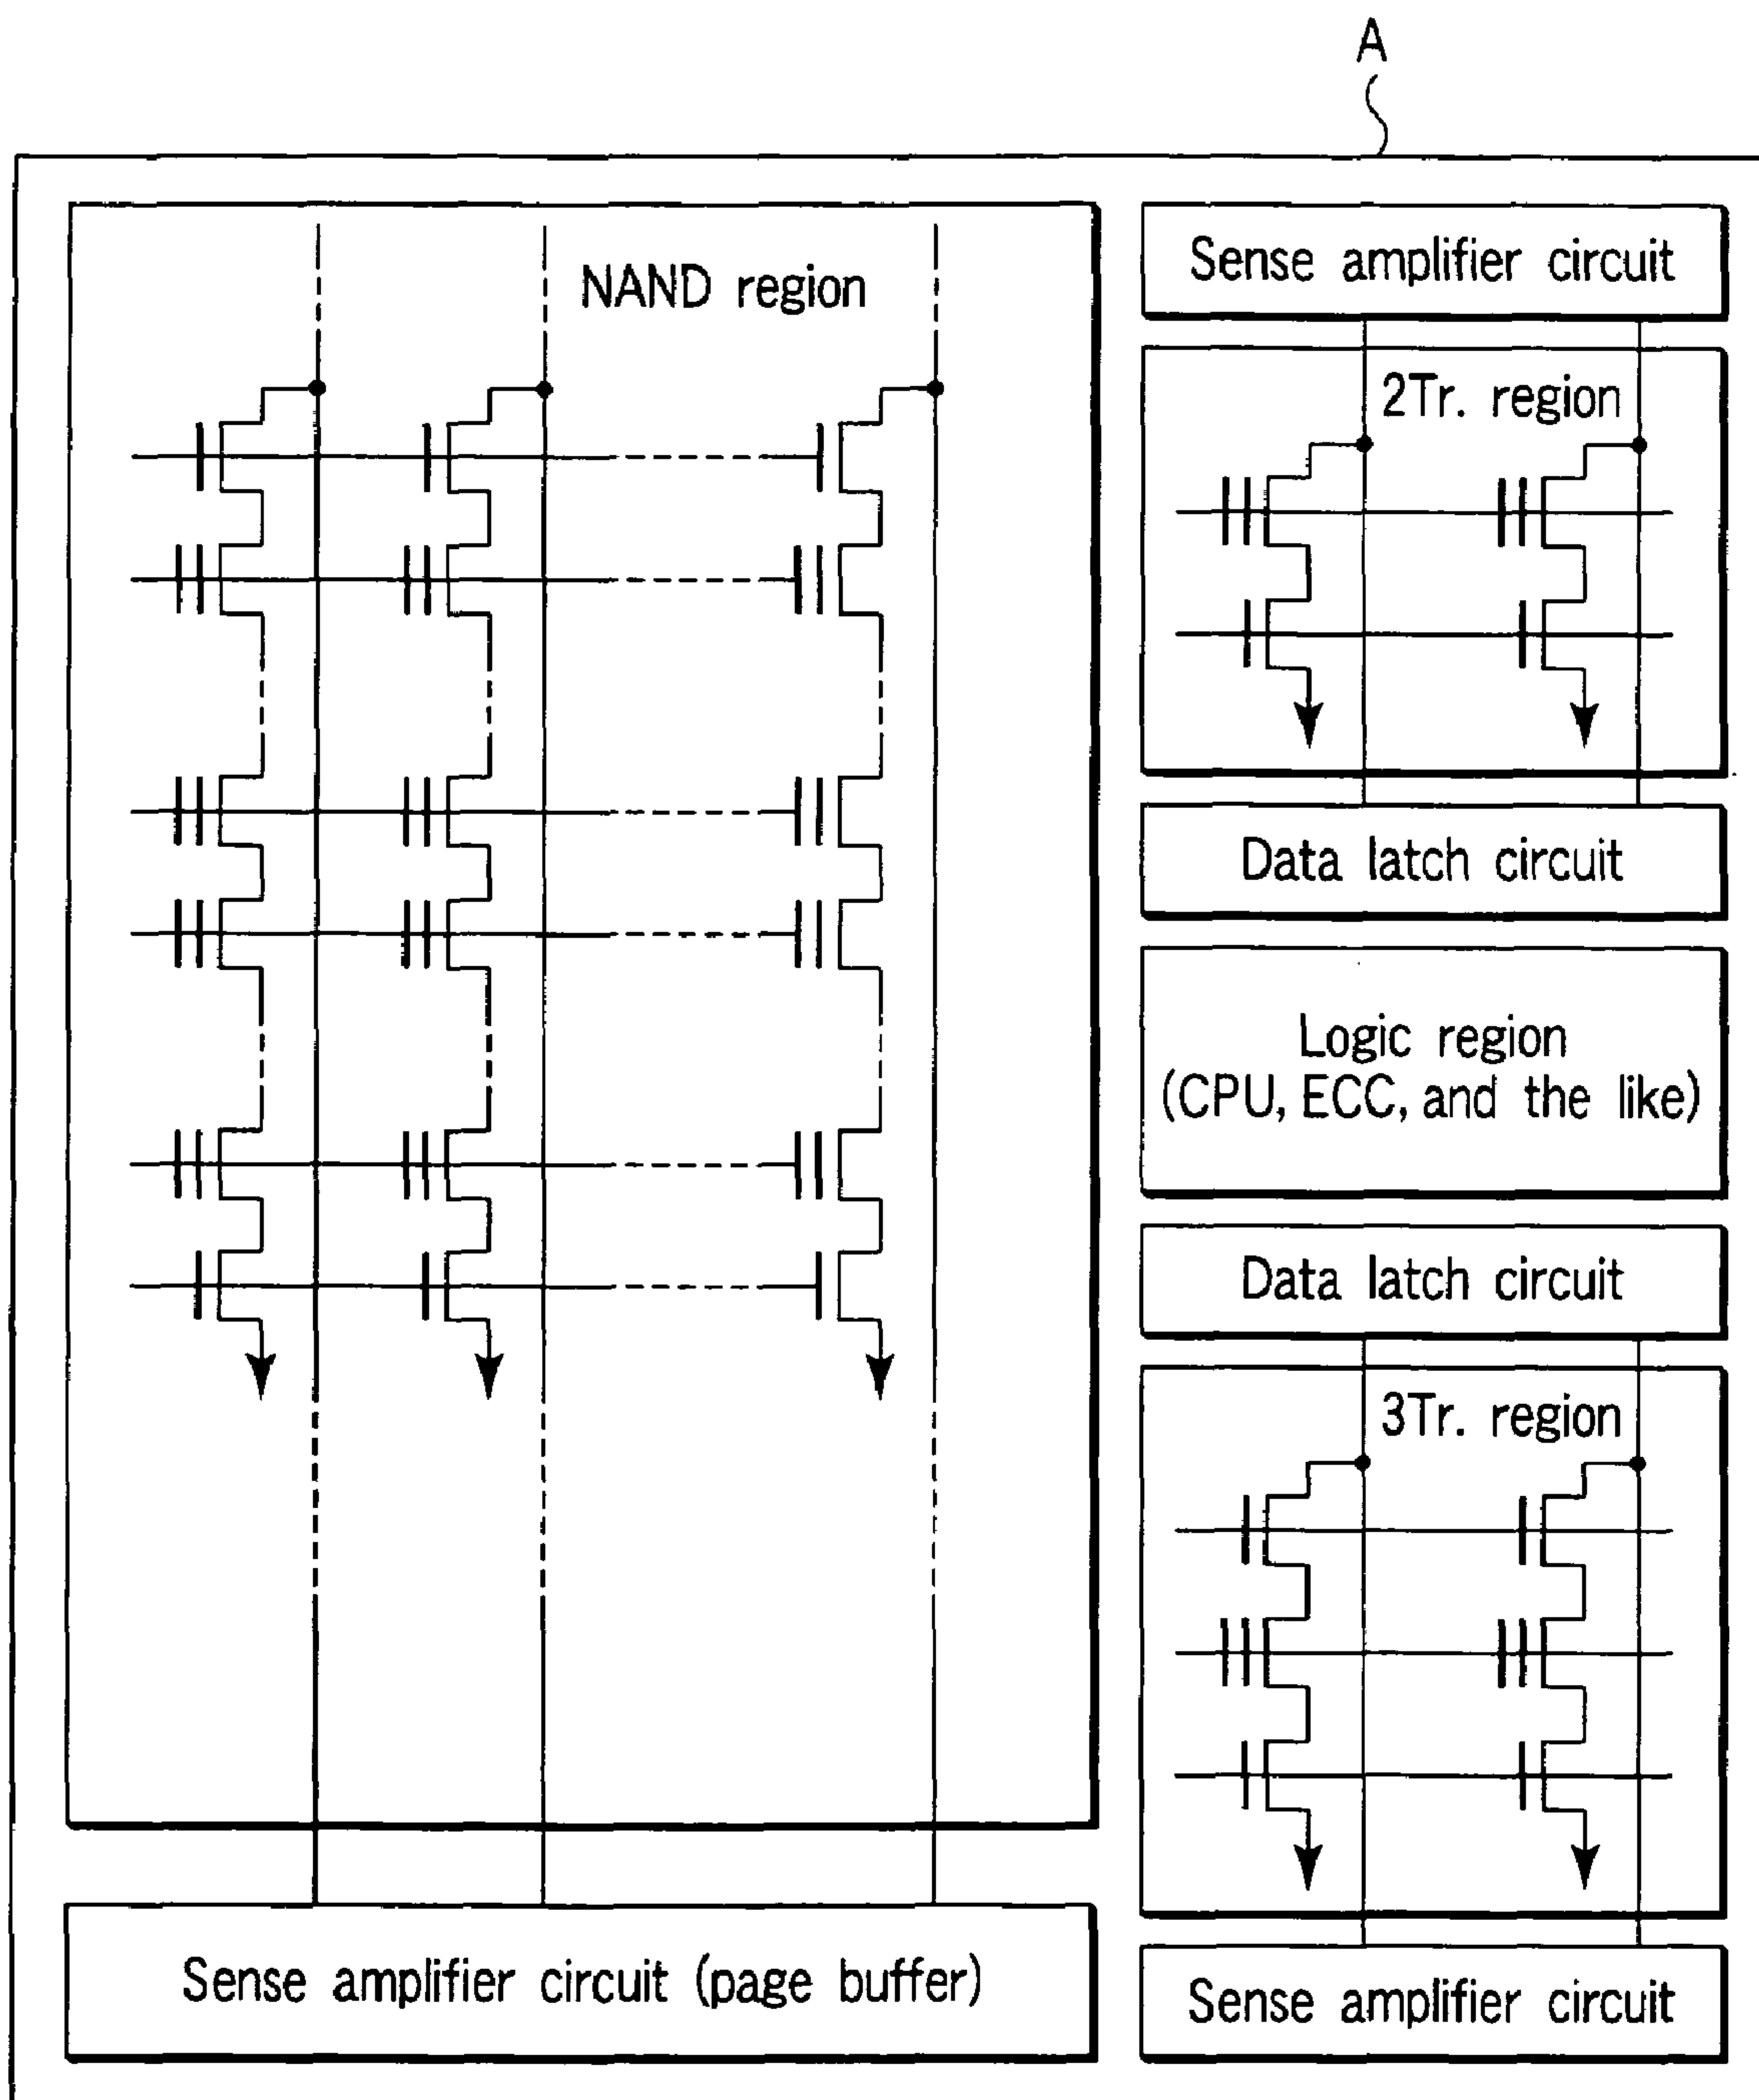 A
NAND region
Sense amplifier circuit (page buffer)
Sense amplifier circuit
2Tr. region
Data latch circuit
Logic region
(CPU, ECC, and the like)
Data latch circuit
3Tr. region
Sense amplifier circuit